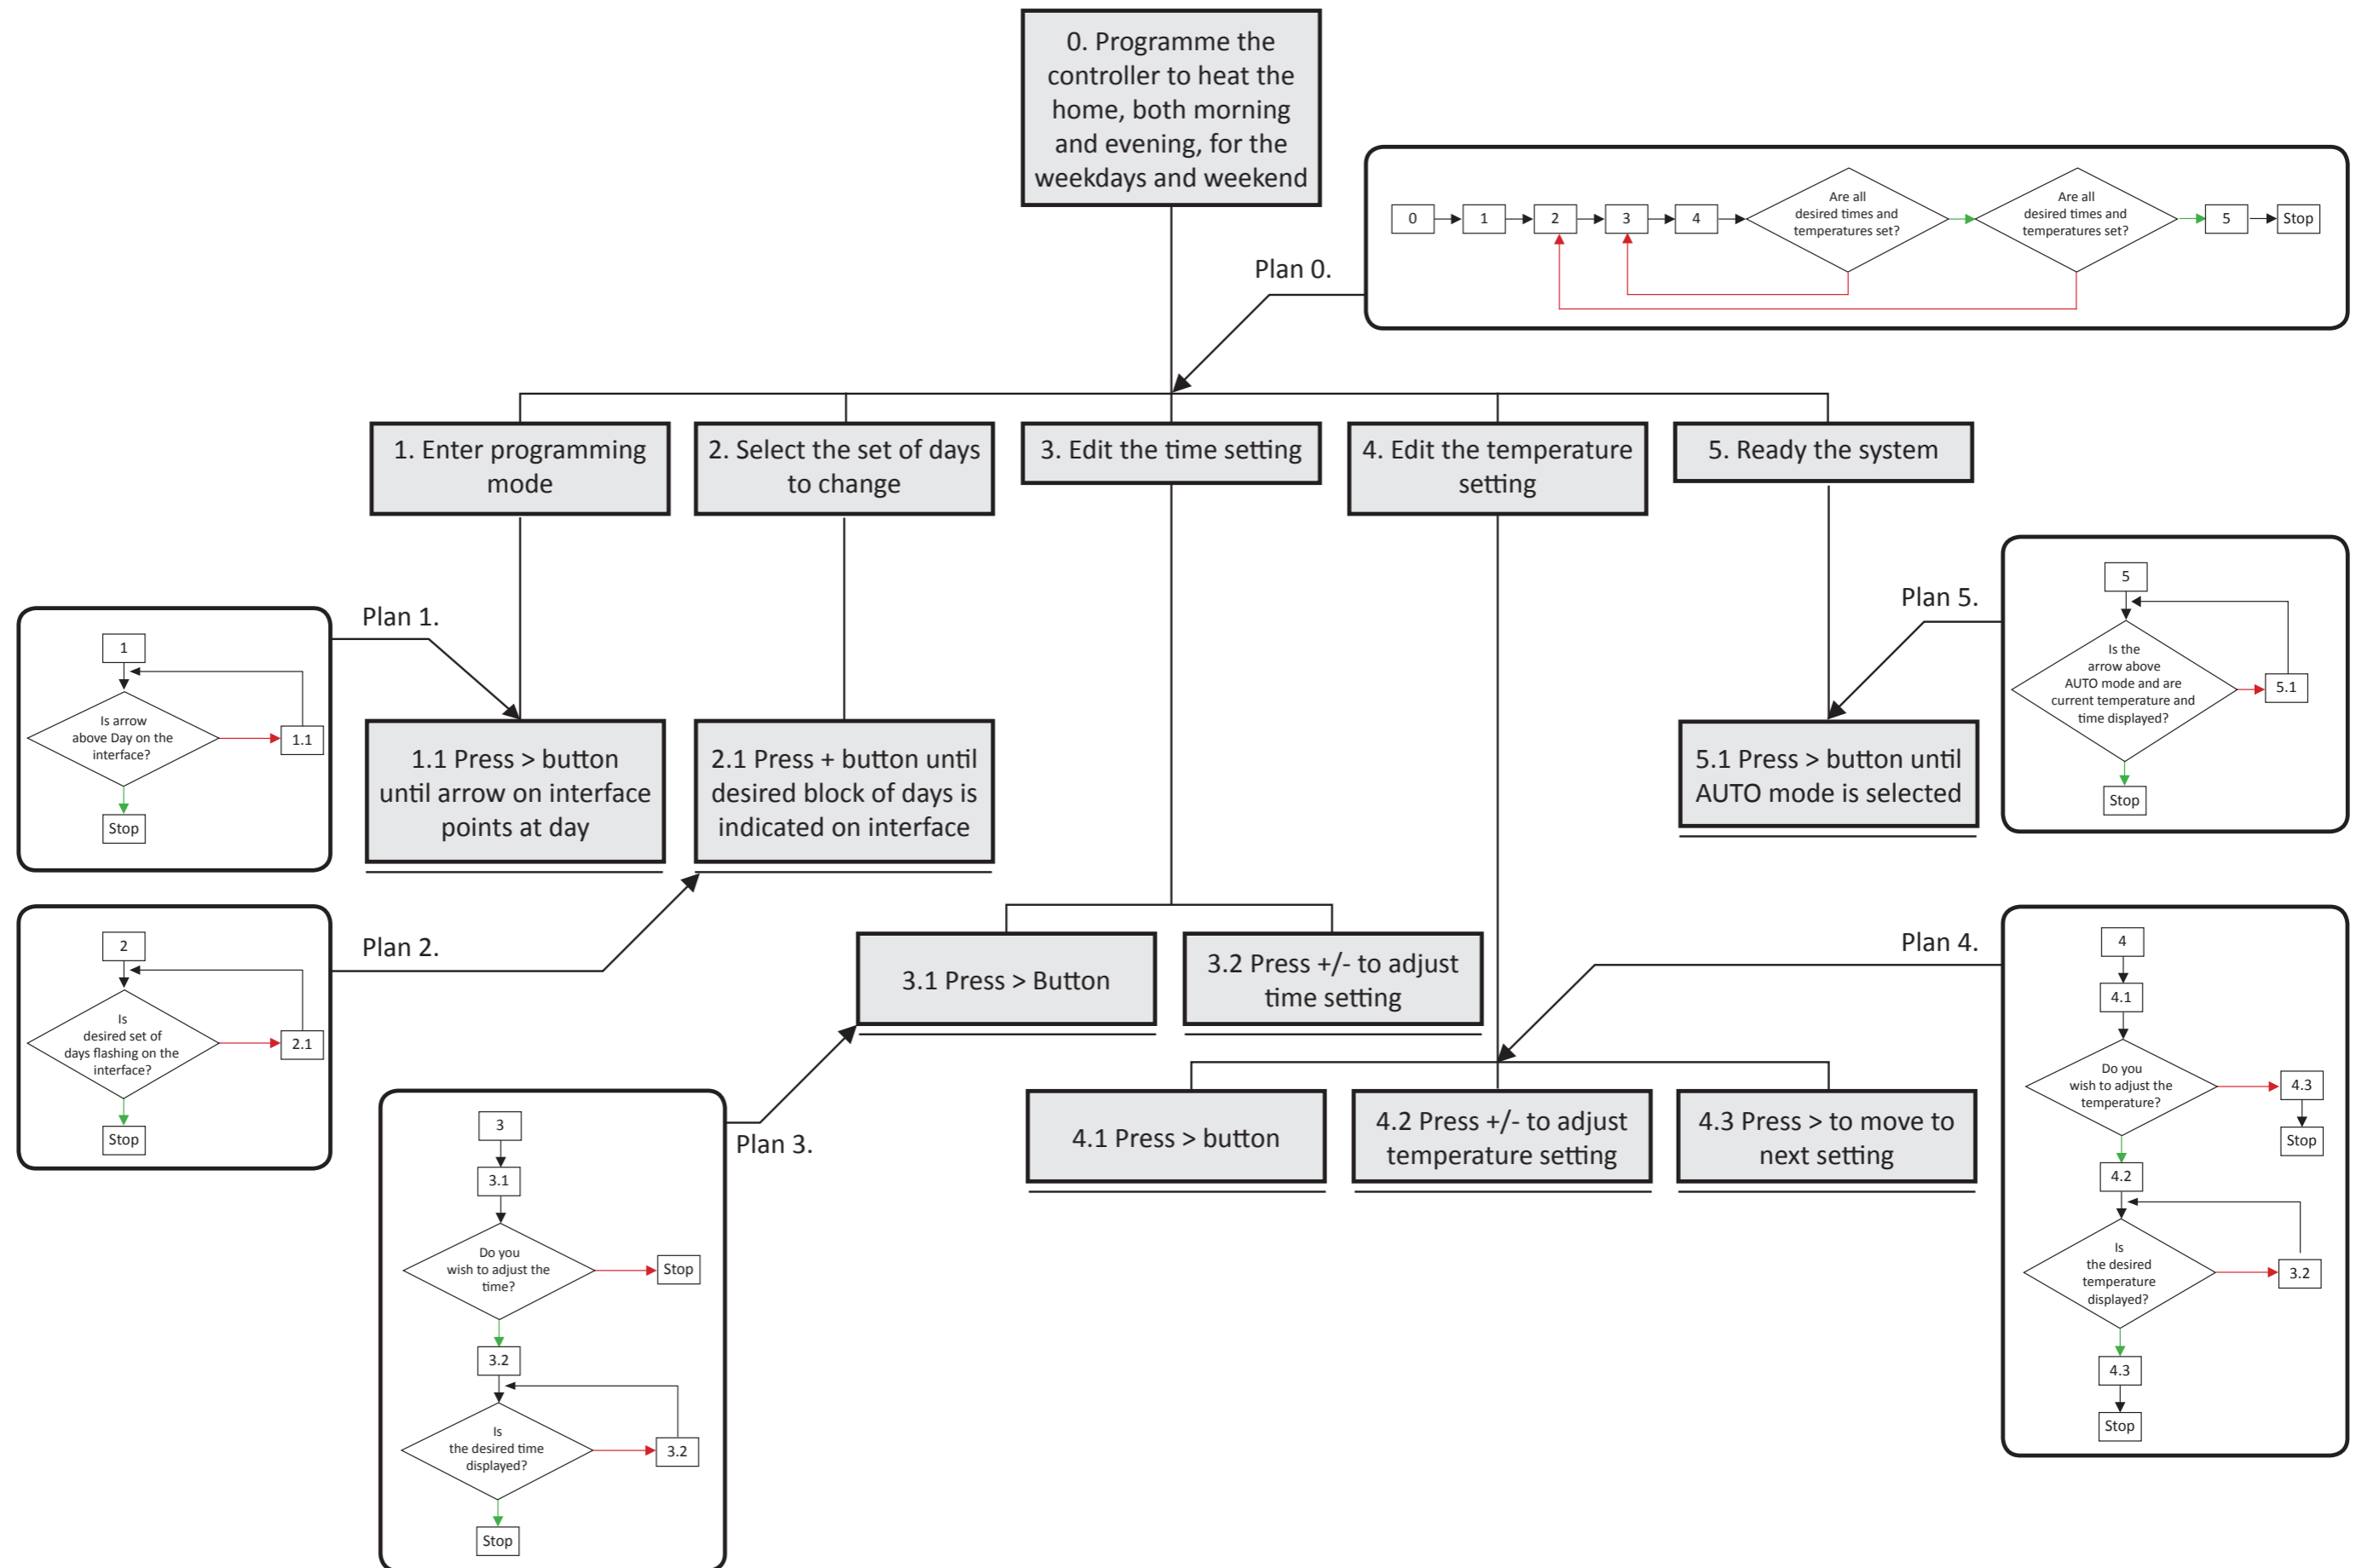 0. Programme the
controller to heat the
home, both morning
and evening, for the
weekdays and weekend
Plan 0.
0
1
2
3
4
Are all
desired times and
temperatures set?
Are all
desired times and
temperatures set?
5
Stop
1. Enter programming
mode
2. Select the set of days
to change
3. Edit the time setting
4. Edit the temperature
setting
5. Ready the system
Plan 1.
1
Is arrow
above Day on the
interface?
1.1
Stop
1.1 Press > button
until arrow on interface
points at day
2.1 Press + button until
desired block of days is
indicated on interface
5.1 Press > button until
AUTO mode is selected
Plan 5.
5
Is the
arrow above
AUTO mode and are
current temperature and
time displayed?
5.1
Stop
Plan 2.
2
Is
desired set of
days flashing on the
interface?
2.1
Stop
3.1 Press > Button
3.2 Press +/- to adjust
time setting
Plan 3.
3
3.1
Do you
wish to adjust the
time?
Stop
3.2
Is
the desired time
displayed?
3.2
Stop
4.1 Press > button
4.2 Press +/- to adjust
temperature setting
4.3 Press > to move to
next setting
Plan 4.
4
4.1
Do you
wish to adjust the
temperature?
4.3
Stop
4.2
Is
the desired
temperature
displayed?
3.2
4.3
Stop